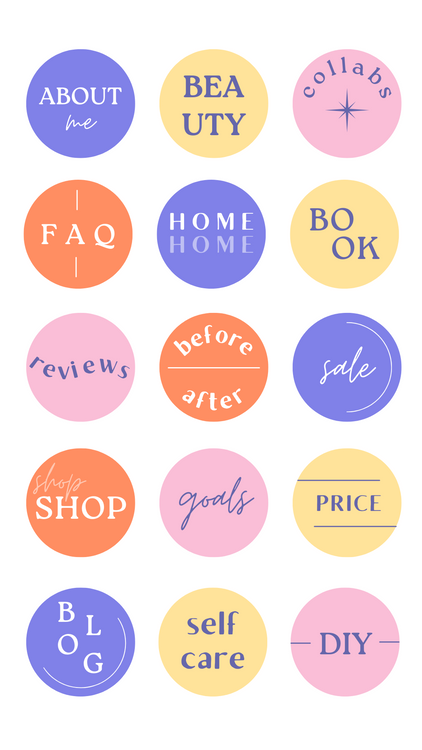 ABOUT
me
BEA
UTY
collabs
FAQ
HOME
HOME
BO
OK
reviews
before
after
sale
shop
SHOP
goals
PRICE
B
L
O
G
self
care
DIY